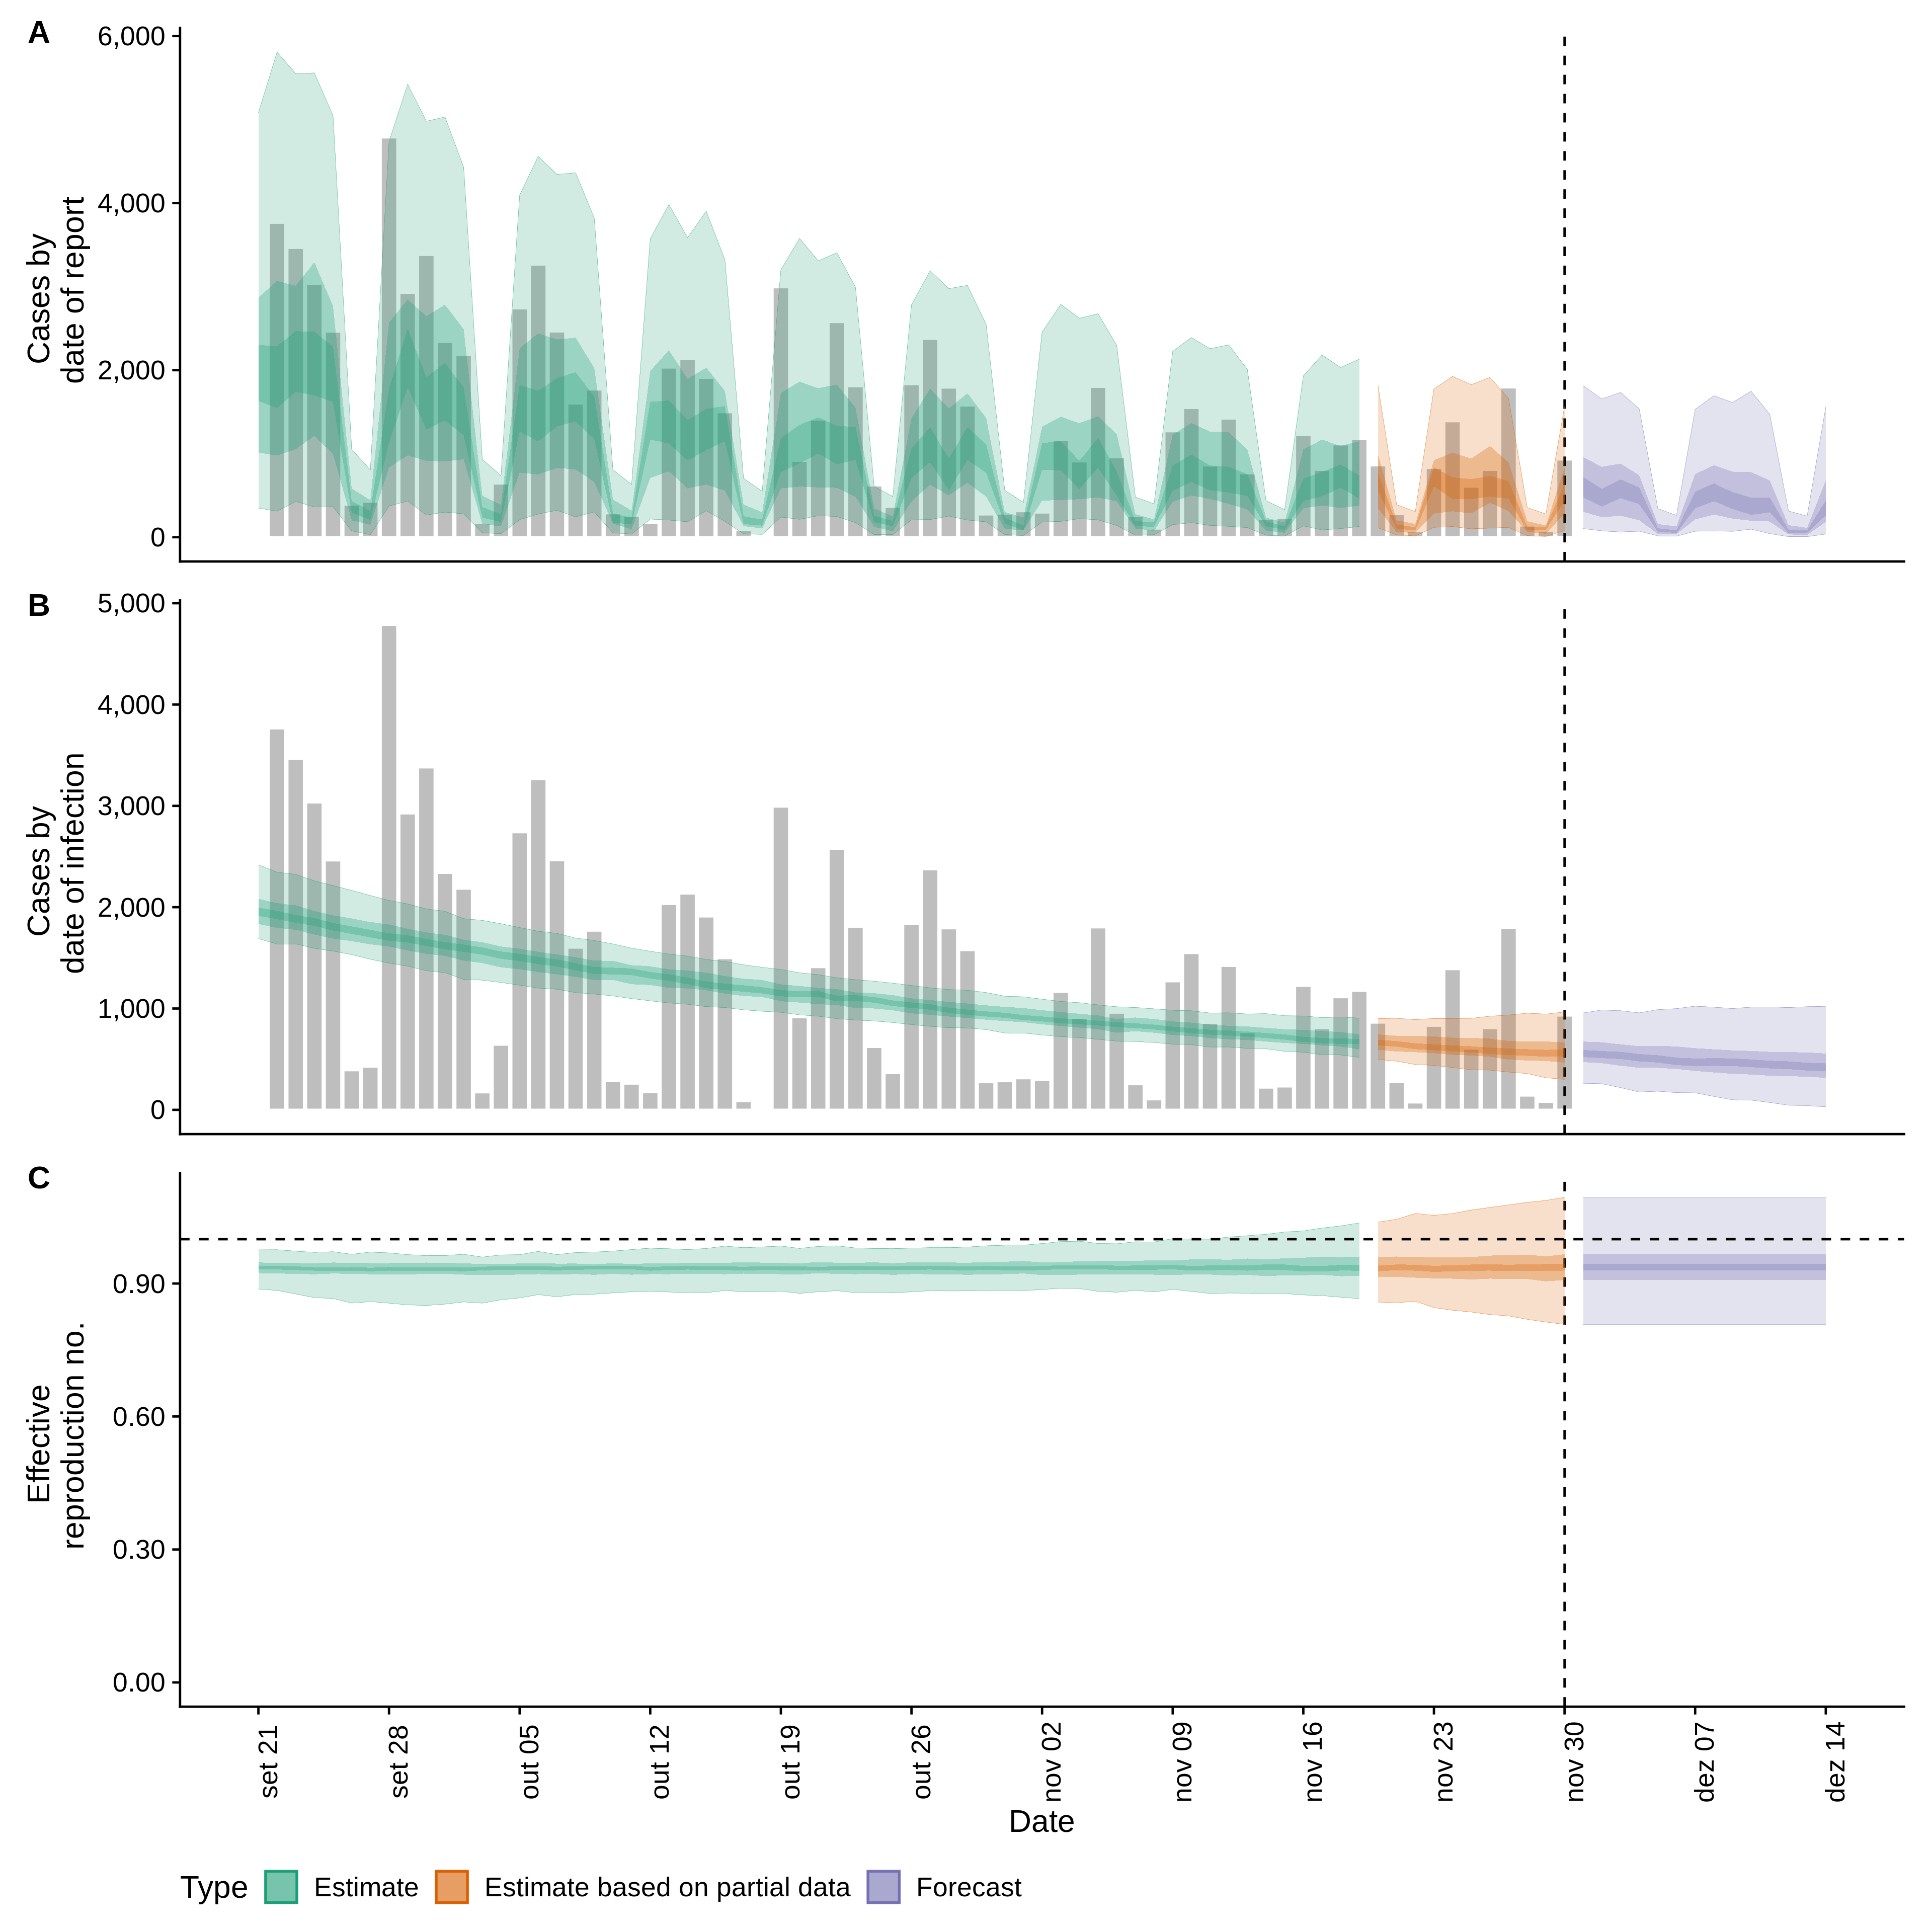 A
6,000
4,000
2,000
0
Cases by
date of report
B
5,000
4,000
3,000
2,000
1,000
0
Cases by
date of infection
C
0.90
0.60
0.30
0.00
Effective
reproduction no.
set 21
set 28
out 05
out 12
out 19
out 26
nov 02
nov 09
nov 16
nov 23
nov 30
dez 07
dez 14
Date
Type Estimate Estimate based on partial data Forecast